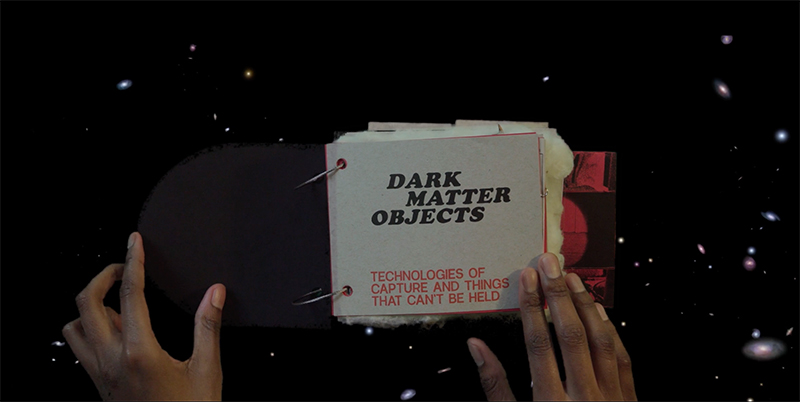 DARK
MATTER
OBJECTS
TECHNOLOGIES OF
CAPTURE AND THINGS
THAT CAN'T BE HELD